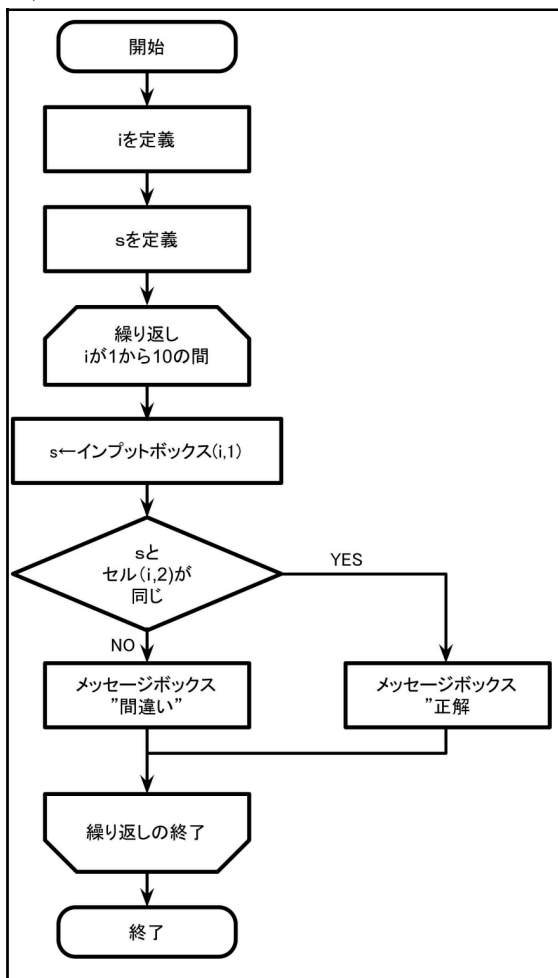 開始
iを定義
sを定義
繰り返し
iが1から10の間
s←インプットボックス(i,1)
sと
セル(i,2)が
同じ
YES
NO
メッセージボックス
”間違い”
メッセージボックス
”正解
繰り返しの終了
終了